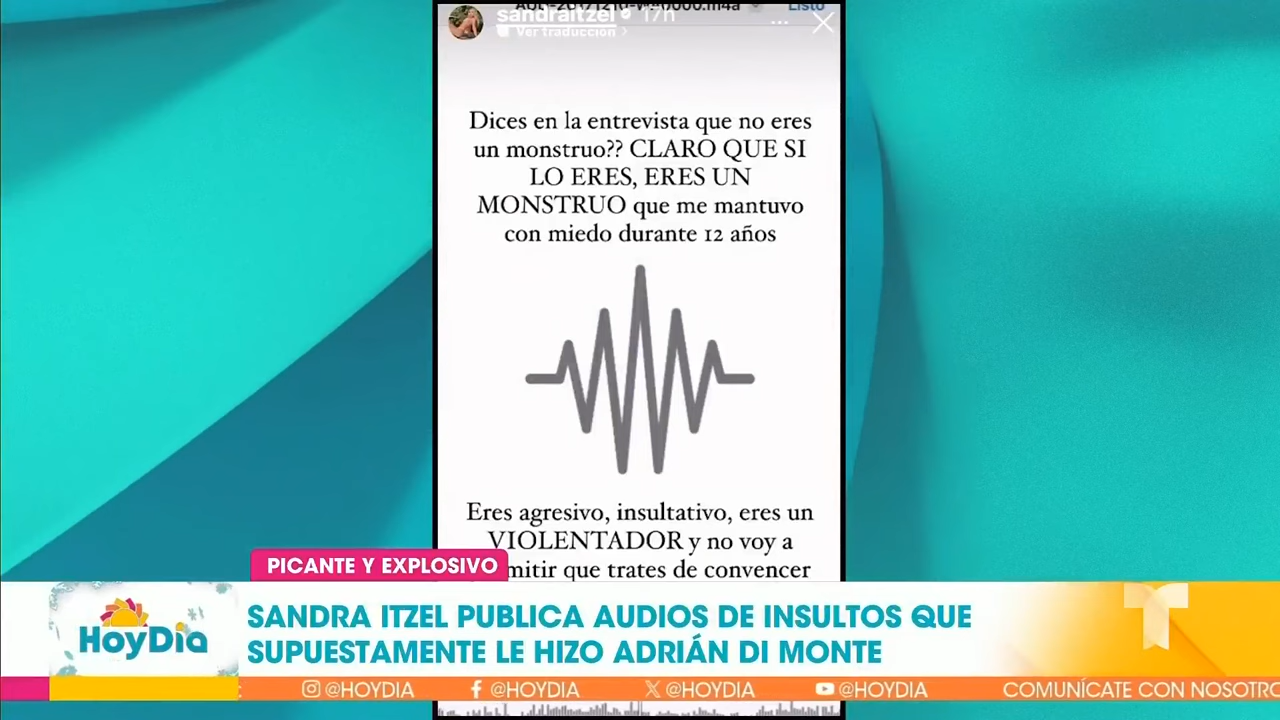 Listo
sandraitzel 17h
Ver traducción >
Dices en la entrevista que no eres
un monstruo?? CLARO QUE SI
LO ERES, ERES UN
MONSTRUO que me mantuvo
con miedo durante 12 años
Eres agresivo, insultativo, eres un
VIOLENTADOR y no voy a
mitir que trates de convencer
PICANTE Y EXPLOSIVO
HoyDía
SANDRA ITZEL PUBLICA AUDIOS DE INSULTOS QUE
SUPUESTAMENTE LE HIZO ADRIÁN DI MONTE
@HOYDIA @HOYDIA @HOYDIA @HOYDIA COMUNÍCATE CON NOSOTRO